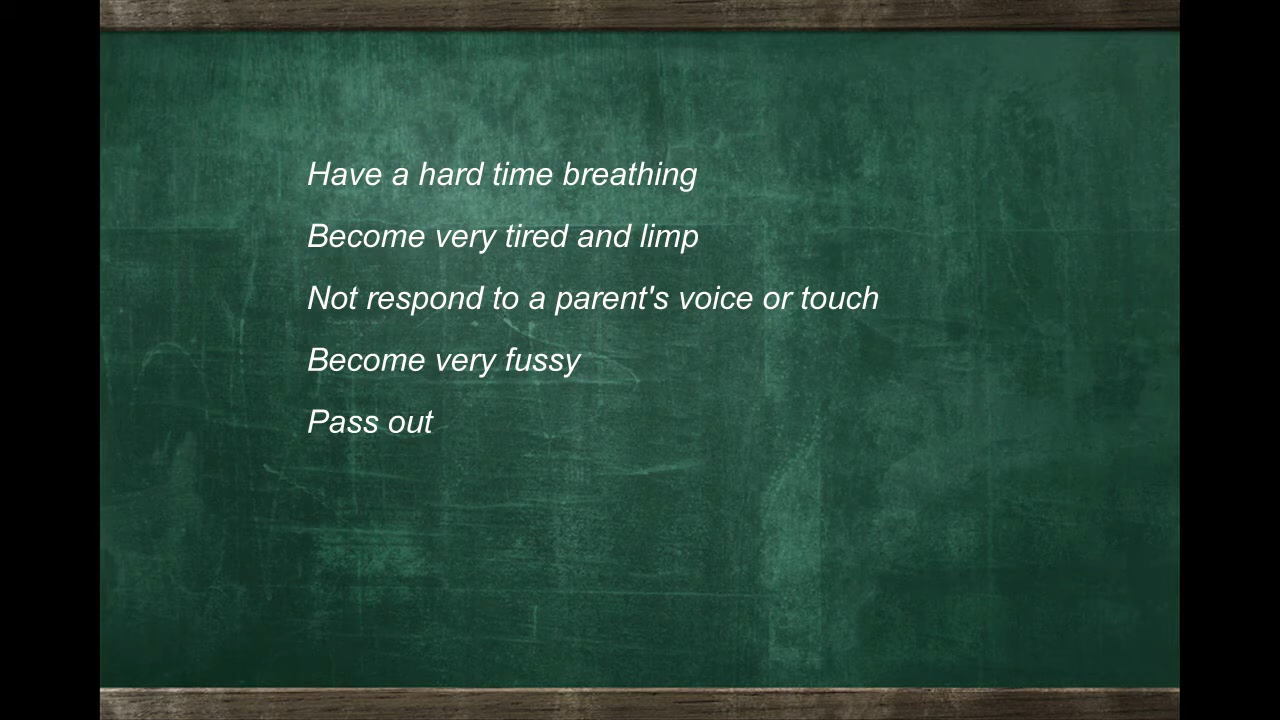 Have a hard time breathing
Become very tired and limp
Not respond to a parent's voice or touch
Become very fussy
Pass out